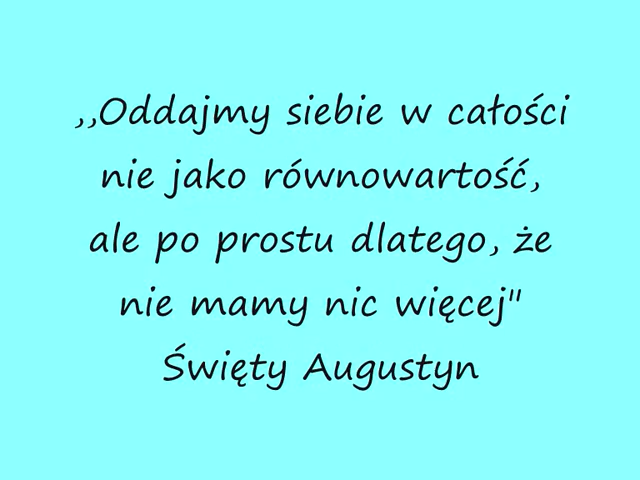 ,,Oddajmy siebie w całości
nie jako równowartość,
ale po prostu dlatego, że
nie mamy nic więcej"
Święty Augustyn